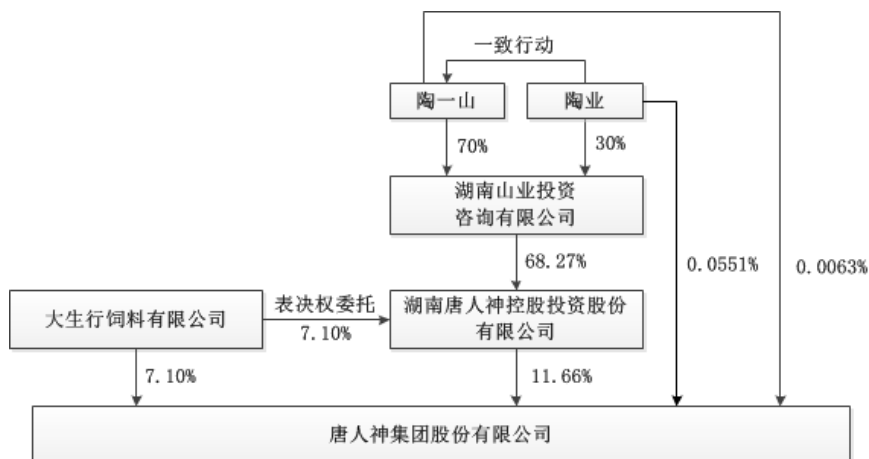 一致行动
陶一山
陶业
70%
30%
湖南山业投资
咨询有限公司
68.27%
0.0551%
0.0063%
大生行饲料有限公司
表决权委托
7.10%
湖南唐人神控股投资股份
有限公司
7.10%
11.66%
唐人神集团股份有限公司